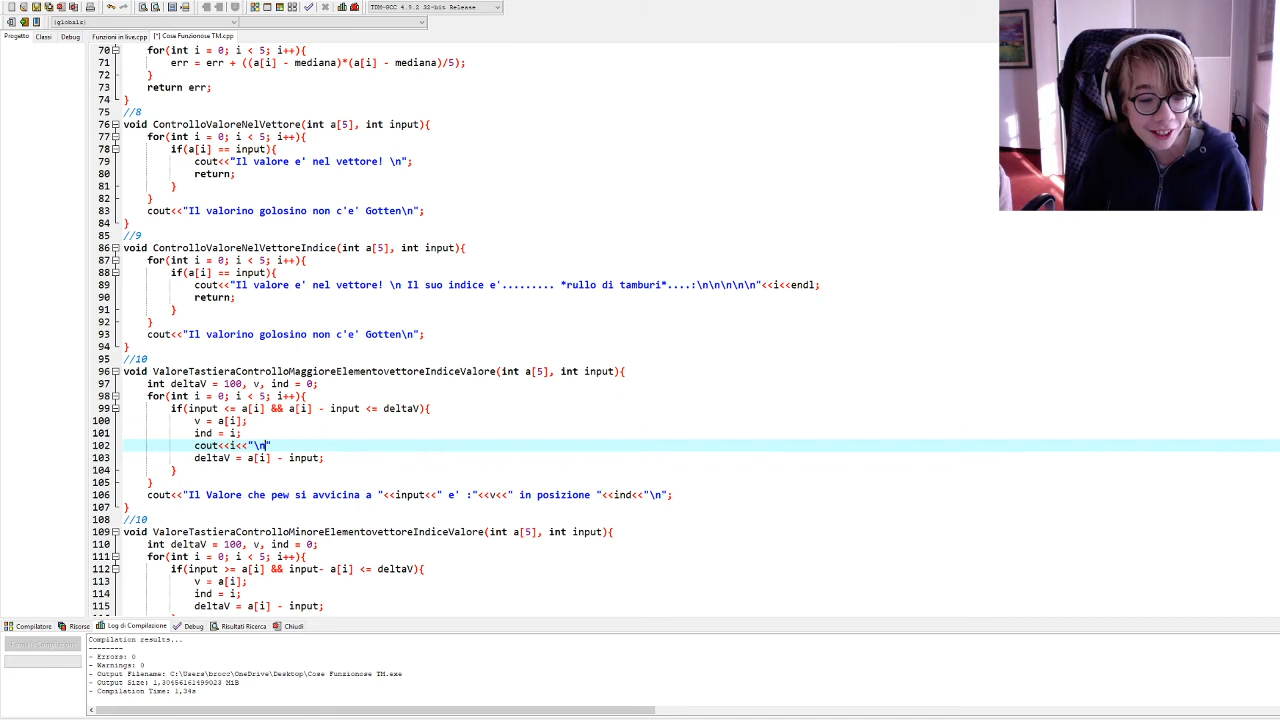 TDM-GCC 4.9.2 32-bit Release
(globals)
Progetto Classi Debug Funzioni in live.cpp [*] Cose Funzionose TM.cpp
70 for(int i = 0; i < 5; i++){
71 err = err + ((a[i] - mediana)*(a[i] - mediana)/5);
72 }
73 return err;
74 }
75 //8
76 void ControlloValoreNelVettore(int a[5], int input){
77 for(int i = 0; i < 5; i++){
78 if(a[i] == input){
79 cout<<"Il valore e' nel vettore! \n";
80 return;
81 }
82 }
83 cout<<"Il valorino golosino non c'e' Gotten\n";
84 }
85 //9
86 void ControlloValoreNelVettoreIndice(int a[5], int input){
87 for(int i = 0; i < 5; i++){
88 if(a[i] == input){
89 cout<<"Il valore e' nel vettore! \n Il suo indice e'......... *rullo di tamburi*....:\n\n\n\n\n"<<i<<endl;
90 return;
91 }
92 }
93 cout<<"Il valorino golosino non c'e' Gotten\n";
94 }
95 //10
96 void ValoreTastieraControlloMaggioreElementovettoreIndiceValore(int a[5], int input){
97 int deltaV = 100, v, ind = 0;
98 for(int i = 0; i < 5; i++){
99 if(input <= a[i] && a[i] - input <= deltaV){
100 v = a[i];
101 ind = i;
102 cout<<i<<"\n"
103 deltaV = a[i] - input;
104 }
105 }
106 cout<<"Il Valore che pew si avvicina a "<<input<<" e' :"<<v<<" in posizione "<<ind<<"\n";
107 }
108 //10
109 void ValoreTastieraControlloMinoreElementovettoreIndiceValore(int a[5], int input){
110 int deltaV = 100, v, ind = 0;
111 for(int i = 0; i < 5; i++){
112 if(input >= a[i] && input- a[i] <= deltaV){
113 v = a[i];
114 ind = i;
115 deltaV = a[i] - input;
Compilatore Risorse Log di Compilazione Debug Risultati Ricerca Chiudi
Compilation results...
--------
- Errors: 0
- Warnings: 0
- Output Filename: C:\Users\brocc\OneDrive\Desktop\Cose Funzionose TM.exe
- Output Size: 1,30456161499023 MiB
- Compilation Time: 1,34s